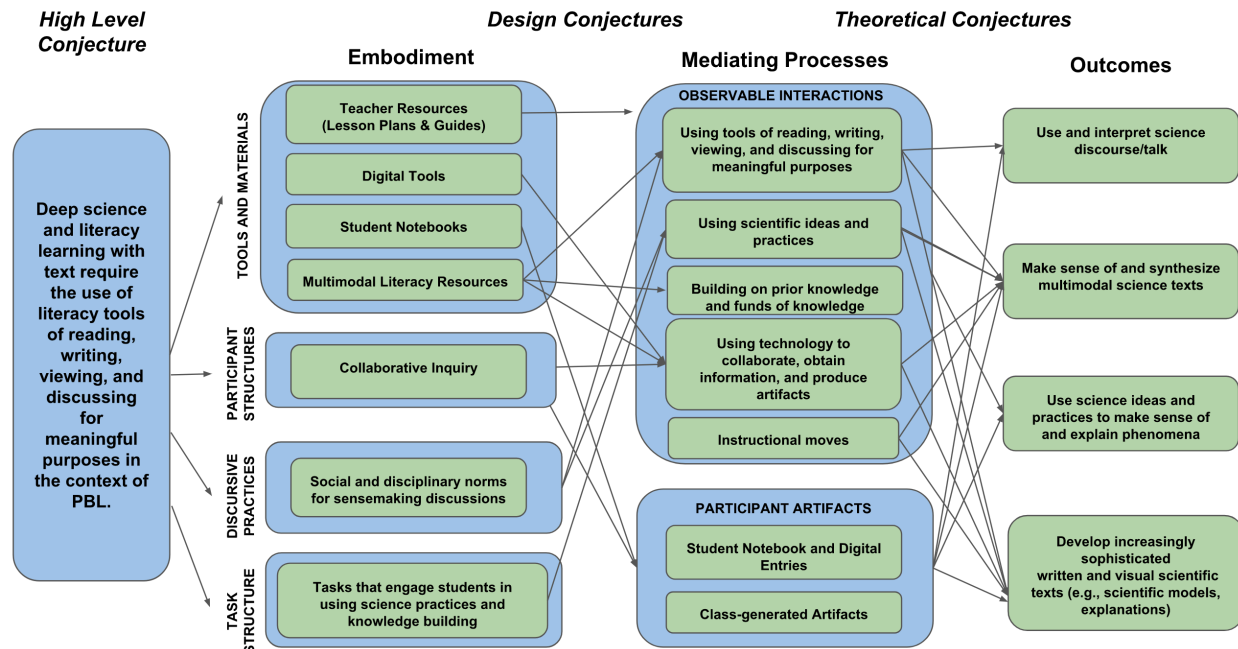 High Level
Conjecture
Design Conjectures
Theoretical Conjectures
Embodiment
Mediating Processes
Outcomes
Deep science
and literacy
learning with
text require
the use of
literacy tools
of reading,
writing,
viewing, and
discussing
for
meaningful
purposes in
the context of
PBL.
TOOLS AND MATERIALS
Teacher Resources
(Lesson Plans & Guides)
Digital Tools
Student Notebooks
Multimodal Literacy Resources
PARTICIPANT
STRUCTURES
Collaborative Inquiry
DISCURSIVE
PRACTICES
Social and disciplinary norms
for sensemaking discussions
TASK
STRUCTURE
Tasks that engage students in
using science practices and
knowledge building
OBSERVABLE INTERACTIONS
Using tools of reading, writing,
viewing, and discussing for
meaningful purposes
Using scientific ideas and
practices
Building on prior knowledge
and funds of knowledge
Using technology to
collaborate, obtain
information, and produce
artifacts
Instructional moves
PARTICIPANT ARTIFACTS
Student Notebook and Digital
Entries
Class-generated Artifacts
Use and interpret science
discourse/talk
Make sense of and synthesize
multimodal science texts
Use science ideas and
practices to make sense of
and explain phenomena
Develop increasingly
sophisticated
written and visual scientific
texts (e.g., scientific models,
explanations)